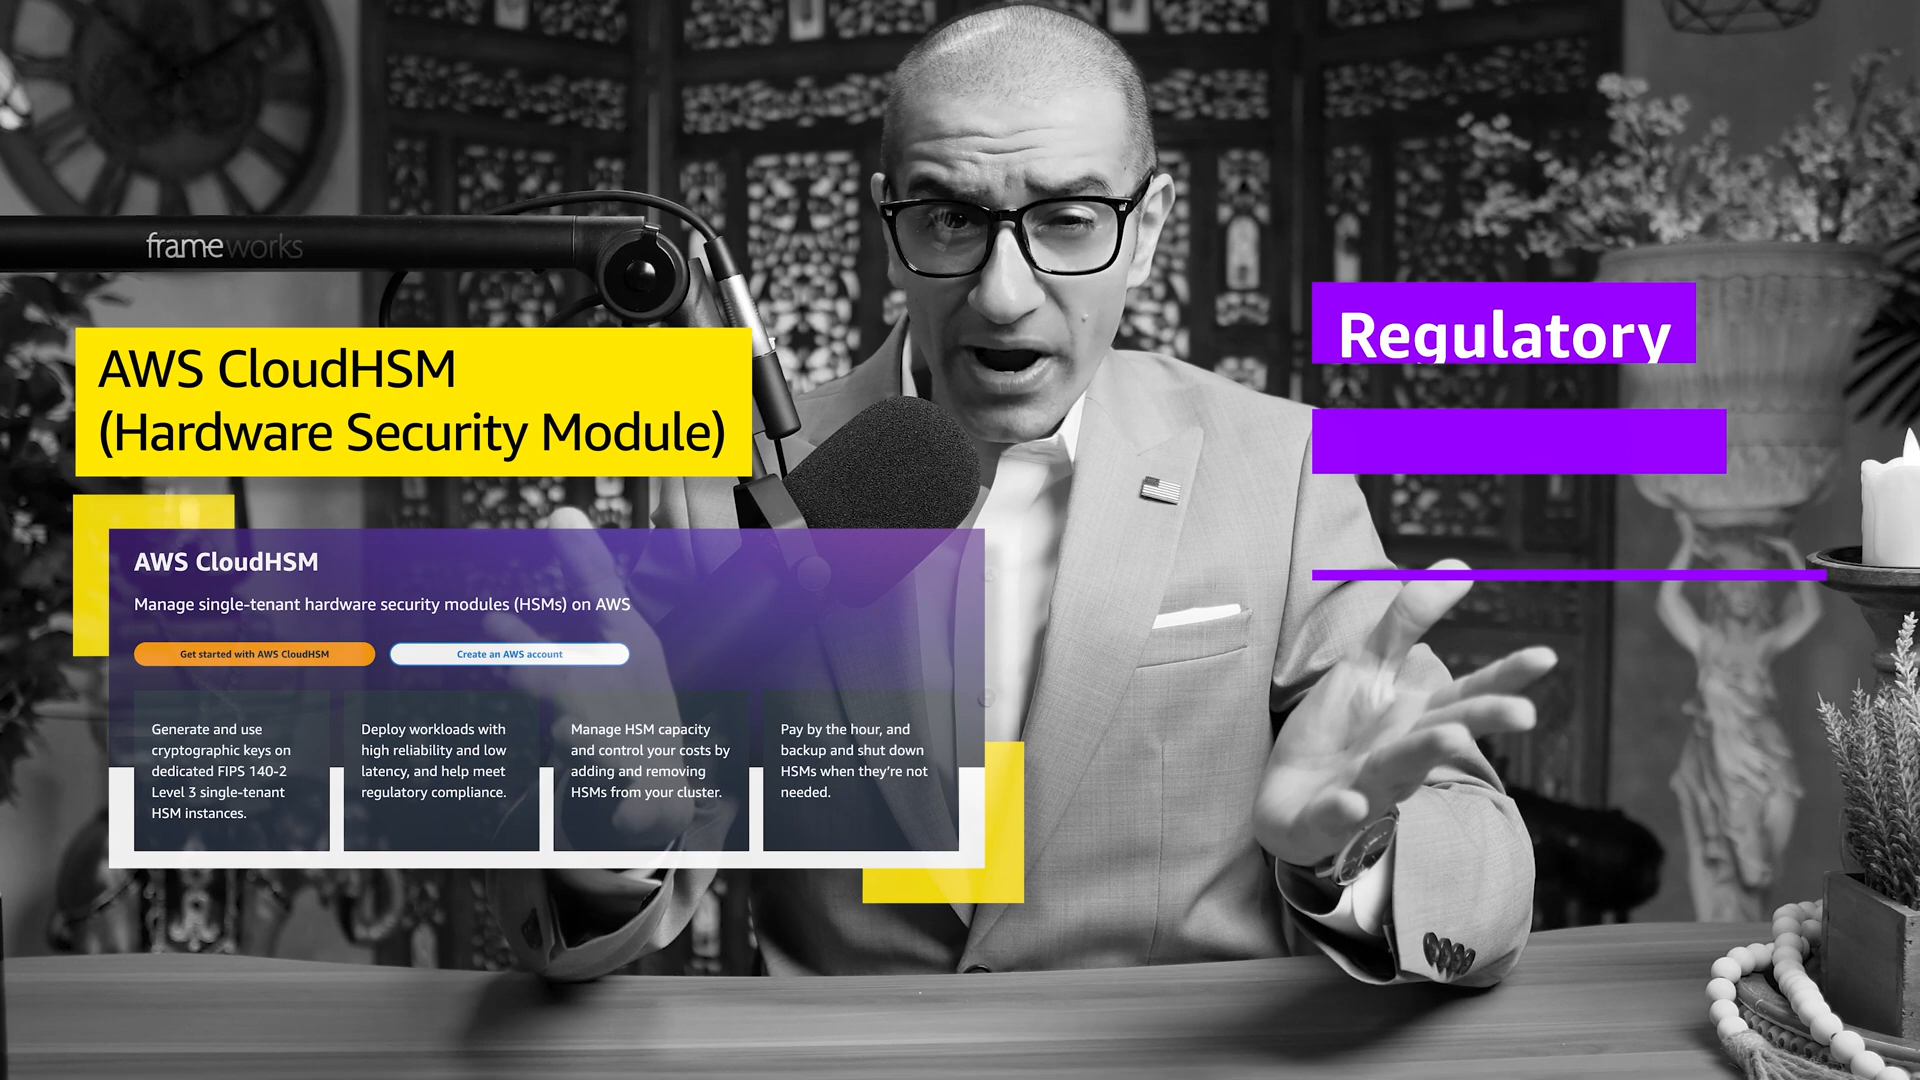 frameworks
AWS CloudHSM
(Hardware Security Module)
Regulatory
AWS CloudHSM
Manage single-tenant hardware security modules (HSMs) on AWS
Get started with AWS CloudHSM
Create an AWS account
Generate and use
cryptographic keys on
dedicated FIPS 140-2
Level 3 single-tenant
HSM instances.
Deploy workloads with
high reliability and low
latency, and help meet
regulatory compliance.
Manage HSM capacity
and control your costs by
adding and removing
HSMs from your cluster.
Pay by the hour, and
backup and shut down
HSMs when they're not
needed.